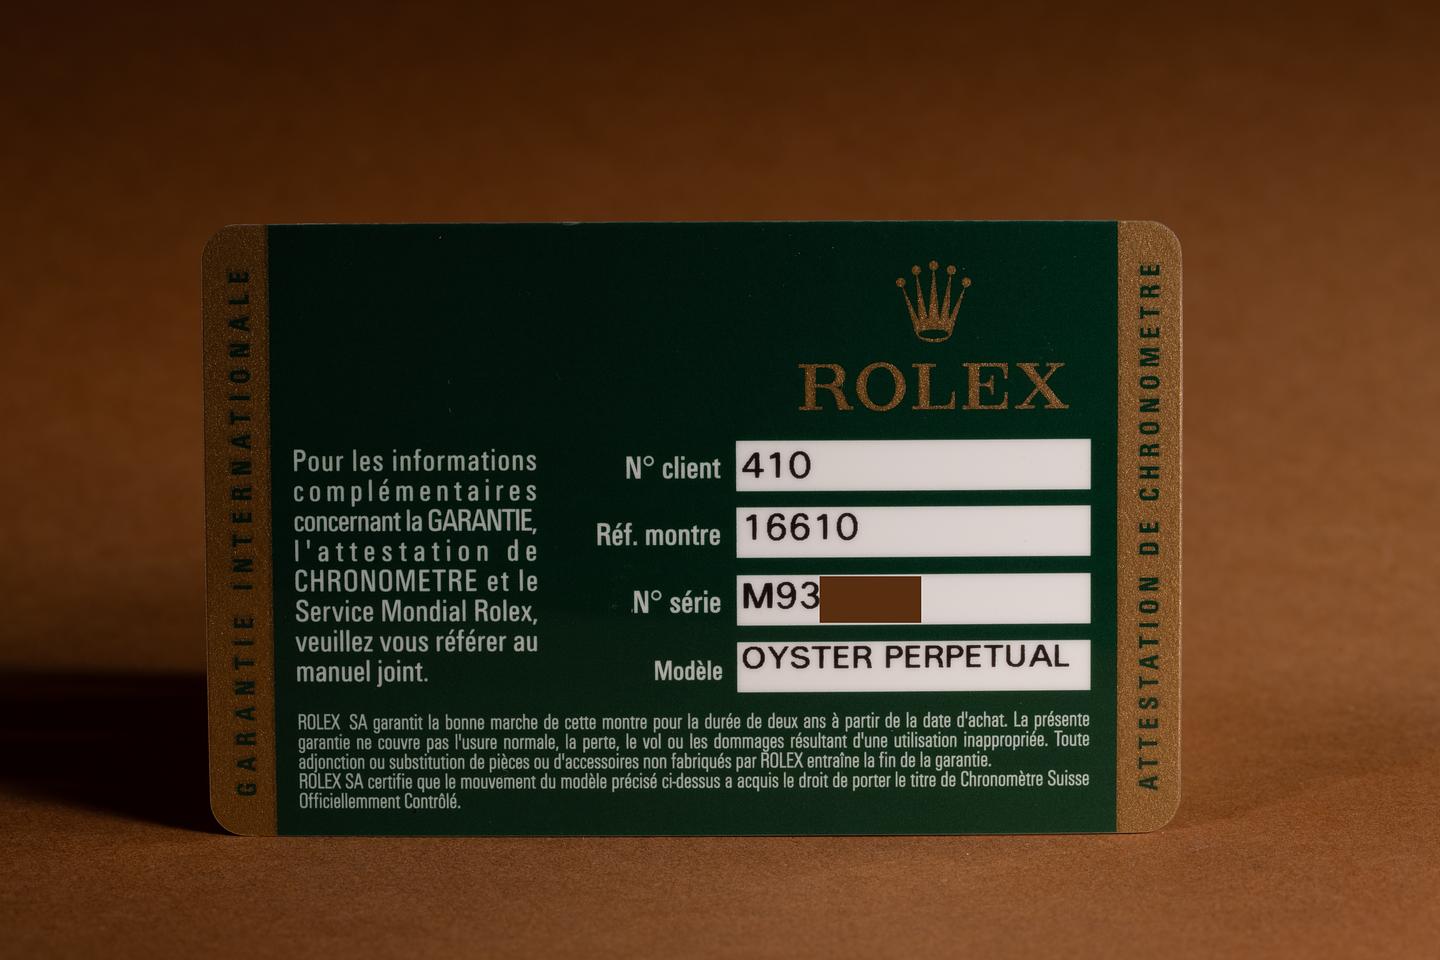 GARANTIE INTERNATIONALE
ROLEX
Pour les informations
complémentaires
concernant la GARANTIE,
l'attestation de
CHRONOMETRE et le
Service Mondial Rolex,
veuillez vous référer au
manuel joint.
N° client 410
Réf. montre 16610
N° série M93
Modèle OYSTER PERPETUAL
ROLEX SA garantit la bonne marche de cette montre pour la durée de deux ans à partir de la date d'achat. La présente
garantie ne couvre pas l'usure normale, la perte, le vol ou les dommages résultant d'une utilisation inappropriée. Toute
adjonction ou substitution de pièces ou d'accessoires non fabriqués par ROLEX entraîne la fin de la garantie.
ROLEX SA certifie que le mouvement du modèle précisé ci-dessus a acquis le droit de porter le titre de Chronomètre Suisse
Officiellemment Contrôlé.
ATTESTATION DE CHRONOMETRE